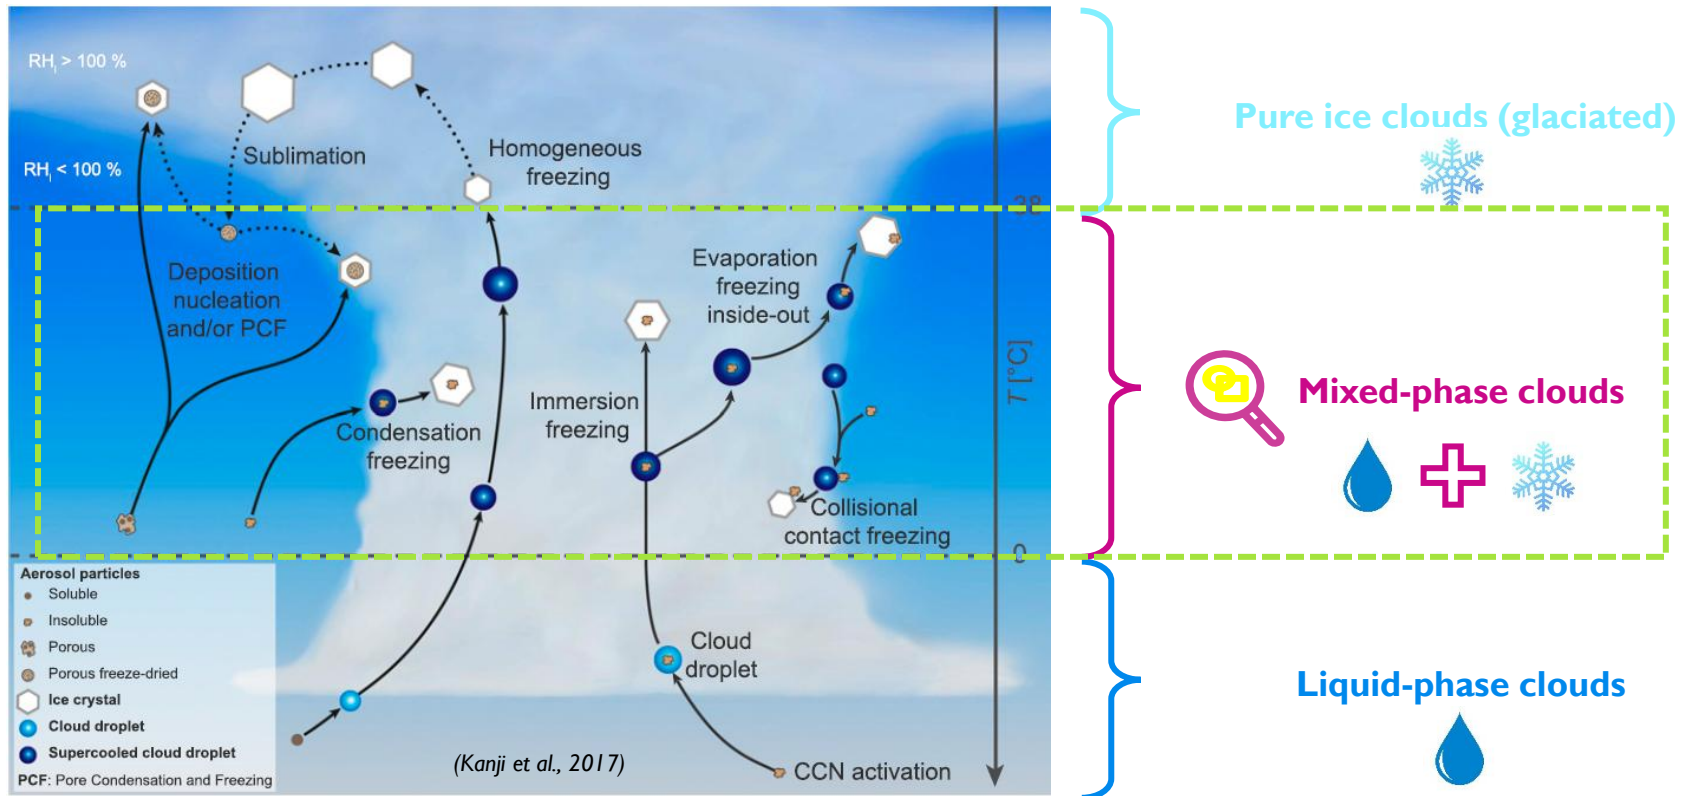 RHi > 100 %
RHi < 100 %
Sublimation
Homogeneous
freezing
Deposition
nucleation
and/or PCF
Condensation
freezing
Immersion
freezing
Evaporation
freezing
inside-out
Collisional
contact freezing
Cloud
droplet
CCN activation
38
T [°C]
0
Aerosol particles
Soluble
Insoluble
Porous
Porous freeze-dried
Ice crystal
Cloud droplet
Supercooled cloud droplet
PCF: Pore Condensation and Freezing
(Kanji et al., 2017)
Pure ice clouds (glaciated)
Mixed-phase clouds
Liquid-phase clouds